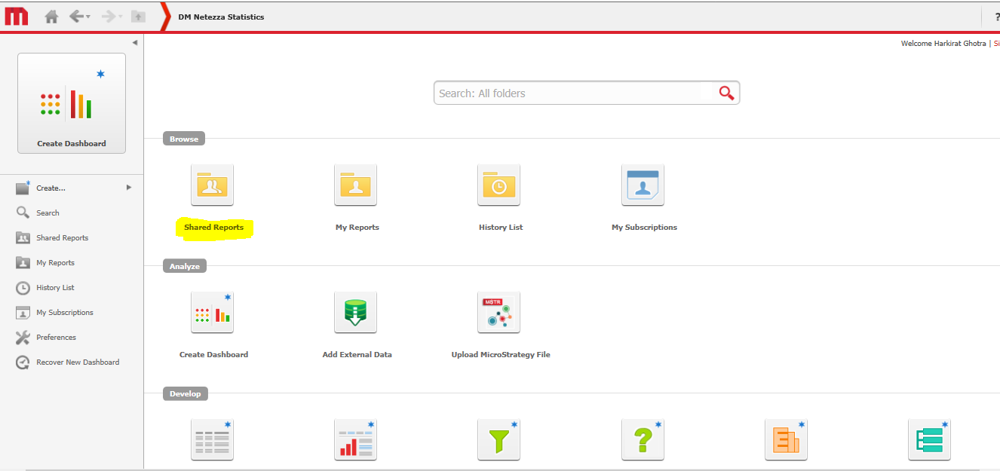 DM Netezza Statistics
?
Welcome Harkirat Ghotra | Si
Create Dashboard
Search: All folders
Browse
Shared Reports
My Reports
History List
My Subscriptions
Create...
Search
Shared Reports
My Reports
History List
My Subscriptions
Preferences
Recover New Dashboard
Analyze
Create Dashboard
Add External Data
MSTR
Upload MicroStrategy File
Develop
?